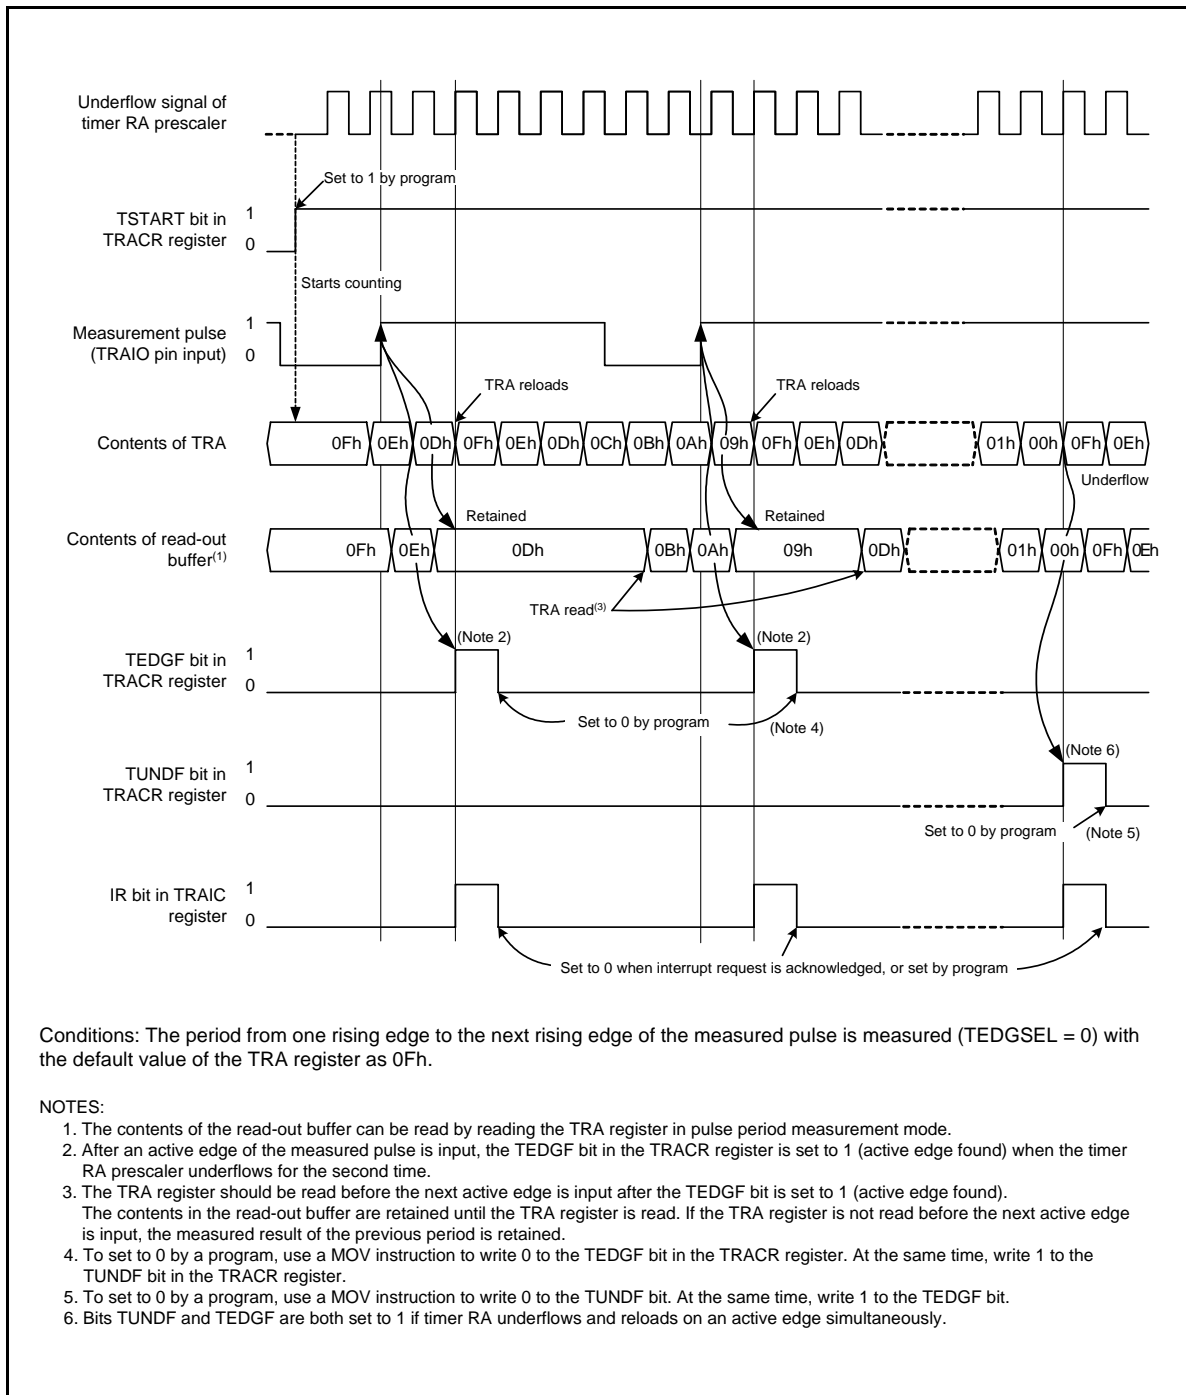 Underflow signal of
timer RA prescaler
Set to 1 by program
TSTART bit in
TRACR register
1
0
Starts counting
Measurement pulse
(TRAIO pin input)
1
0
TRA reloads
TRA reloads
Contents of TRA
0Fh 0Eh 0Dh 0Fh 0Eh 0Dh 0Ch 0Bh 0Ah 09h 0Fh 0Eh 0Dh 01h 00h 0Fh 0Eh
Underflow
Retained
Retained
Contents of read-out
buffer(1)
0Fh 0Eh 0Dh 0Bh 0Ah 09h 0Dh 01h 00h 0Fh 0Eh
TRA read(3)
(Note 2)
(Note 2)
TEDGF bit in
TRACR register
1
0
Set to 0 by program
(Note 4)
(Note 6)
TUNDF bit in
TRACR register
1
0
Set to 0 by program
(Note 5)
IR bit in TRAIC
register
1
0
Set to 0 when interrupt request is acknowledged, or set by program
Conditions: The period from one rising edge to the next rising edge of the measured pulse is measured (TEDGSEL = 0) with
the default value of the TRA register as 0Fh.
NOTES:
1. The contents of the read-out buffer can be read by reading the TRA register in pulse period measurement mode.
2. After an active edge of the measured pulse is input, the TEDGF bit in the TRACR register is set to 1 (active edge found) when the timer
RA prescaler underflows for the second time.
3. The TRA register should be read before the next active edge is input after the TEDGF bit is set to 1 (active edge found).
The contents in the read-out buffer are retained until the TRA register is read. If the TRA register is not read before the next active edge
is input, the measured result of the previous period is retained.
4. To set to 0 by a program, use a MOV instruction to write 0 to the TEDGF bit in the TRACR register. At the same time, write 1 to the
TUNDF bit in the TRACR register.
5. To set to 0 by a program, use a MOV instruction to write 0 to the TUNDF bit. At the same time, write 1 to the TEDGF bit.
6. Bits TUNDF and TEDGF are both set to 1 if timer RA underflows and reloads on an active edge simultaneously.